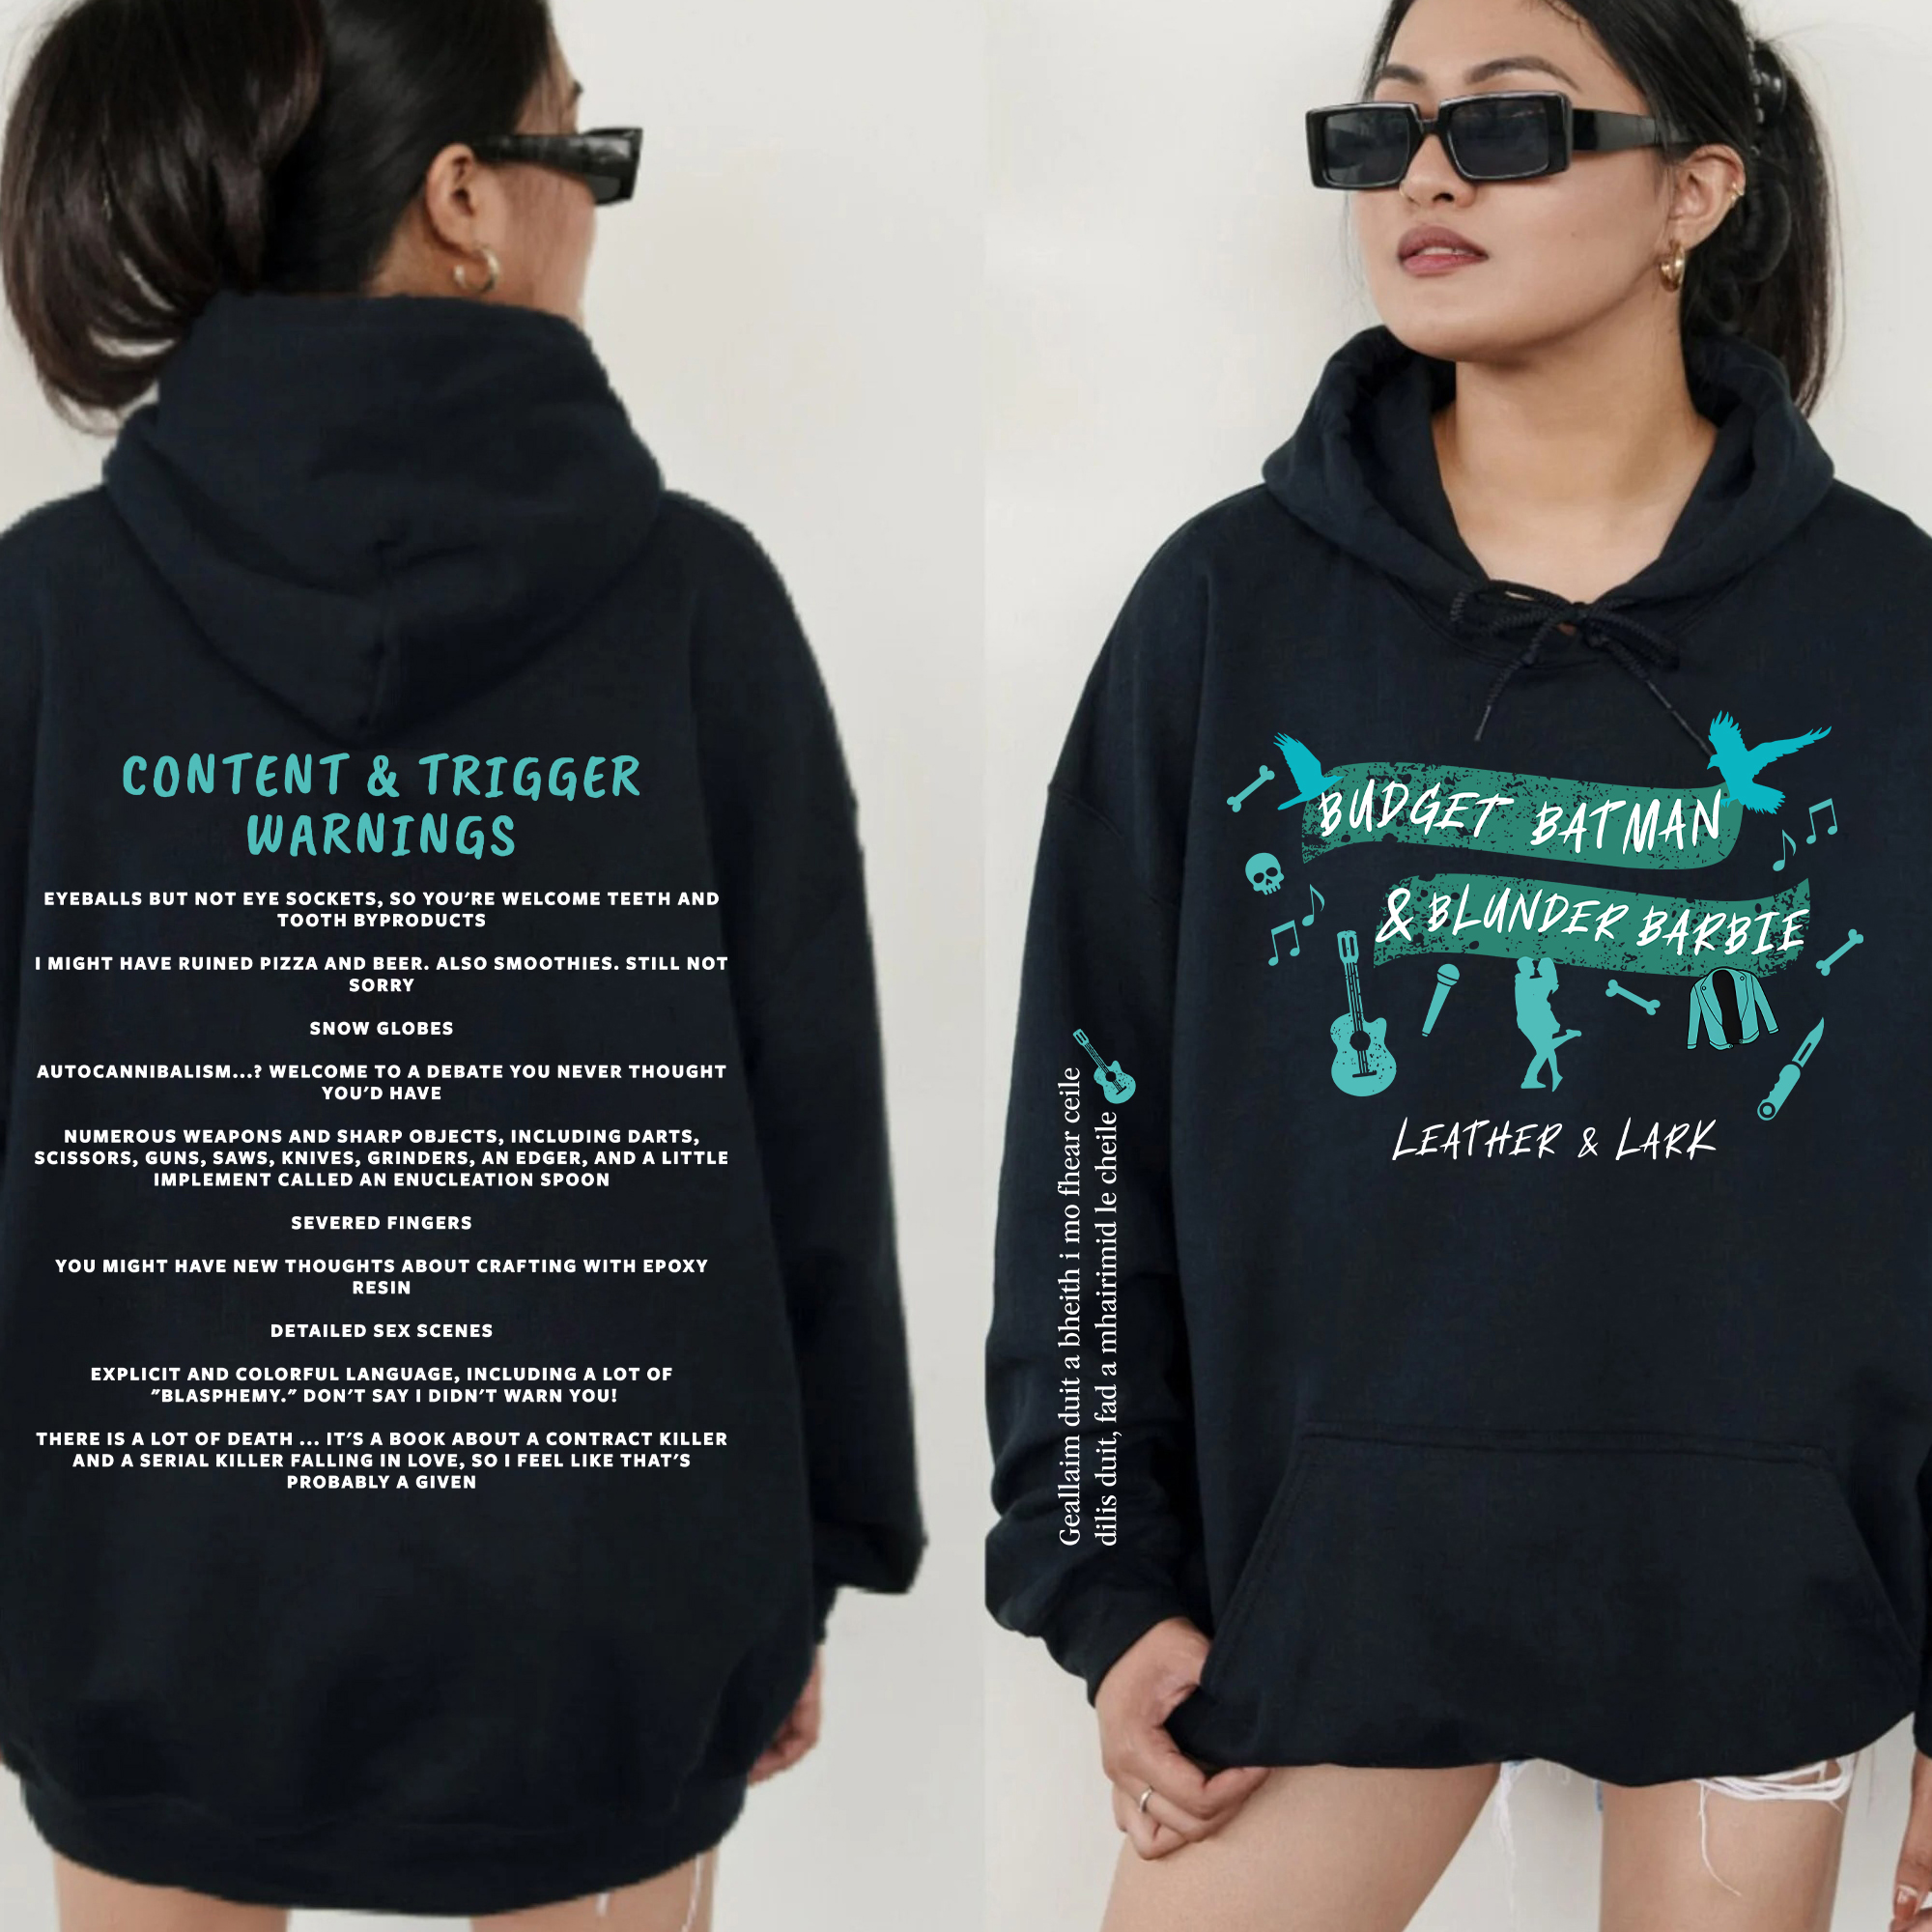 CONTENT & TRIGGER
WARNINGS
EYEBALLS BUT NOT EYE SOCKETS, SO YOU'RE WELCOME TEETH AND
TOOTH BYPRODUCTS
I MIGHT HAVE RUINED PIZZA AND BEER. ALSO SMOOTHIES. STILL NOT
SORRY
SNOW GLOBES
AUTOCANNIBALISM...? WELCOME TO A DEBATE YOU NEVER THOUGHT
YOU'D HAVE
NUMEROUS WEAPONS AND SHARP OBJECTS, INCLUDING DARTS,
SCISSORS, GUNS, SAWS, KNIVES, GRINDERS, AN EDGER, AND A LITTLE
IMPLEMENT CALLED AN ENUCLEATION SPOON
SEVERED FINGERS
YOU MIGHT HAVE NEW THOUGHTS ABOUT CRAFTING WITH EPOXY
RESIN
DETAILED SEX SCENES
EXPLICIT AND COLORFUL LANGUAGE, INCLUDING A LOT OF
"BLASPHEMY." DON'T SAY I DIDN'T WARN YOU!
THERE IS A LOT OF DEATH ... IT'S A BOOK ABOUT A CONTRACT KILLER
AND A SERIAL KILLER FALLING IN LOVE, SO I FEEL LIKE THAT'S
PROBABLY A GIVEN
BUDGET BATMAN
& BLUNDER BARBIE
LEATHER & LARK
Geallaim duit a bheith i mo fhear ceile
dilis duit, fad a mhairimid le cheile